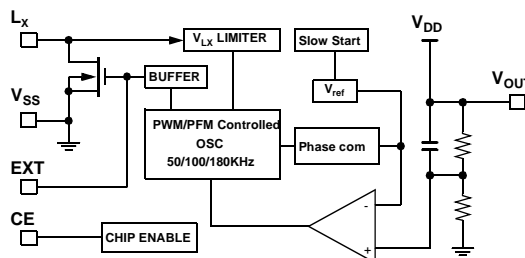 LX
VLX LIMITER
Slow Start
VDD
BUFFER
VOUT
Vref
VSS
PWM/PFM Controlled
OSC
50/100/180KHz
Phase com
EXT
-
CE
CHIP ENABLE
+